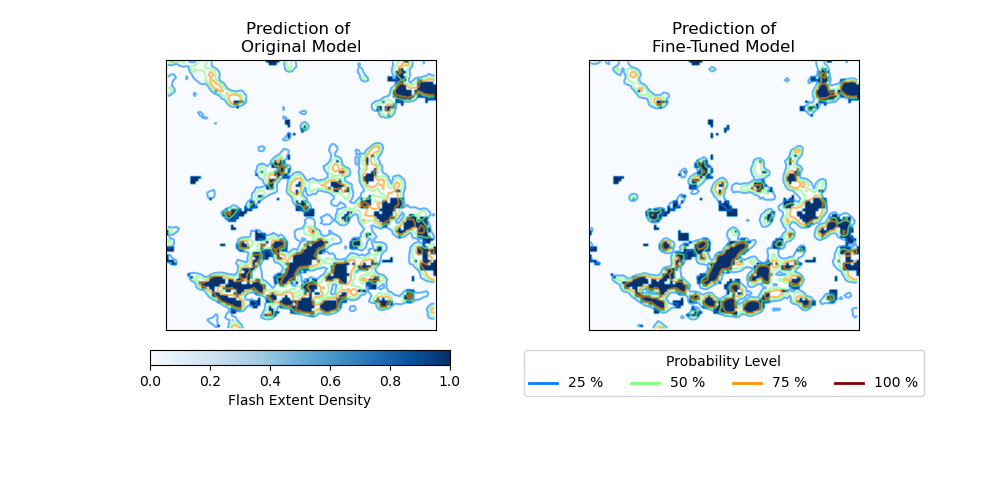 Prediction of
Original Model
Prediction of
Fine-Tuned Model
0.0 0.2 0.4 0.6 0.8 1.0
Flash Extent Density
Probability Level
25 % 50 % 75 % 100 %